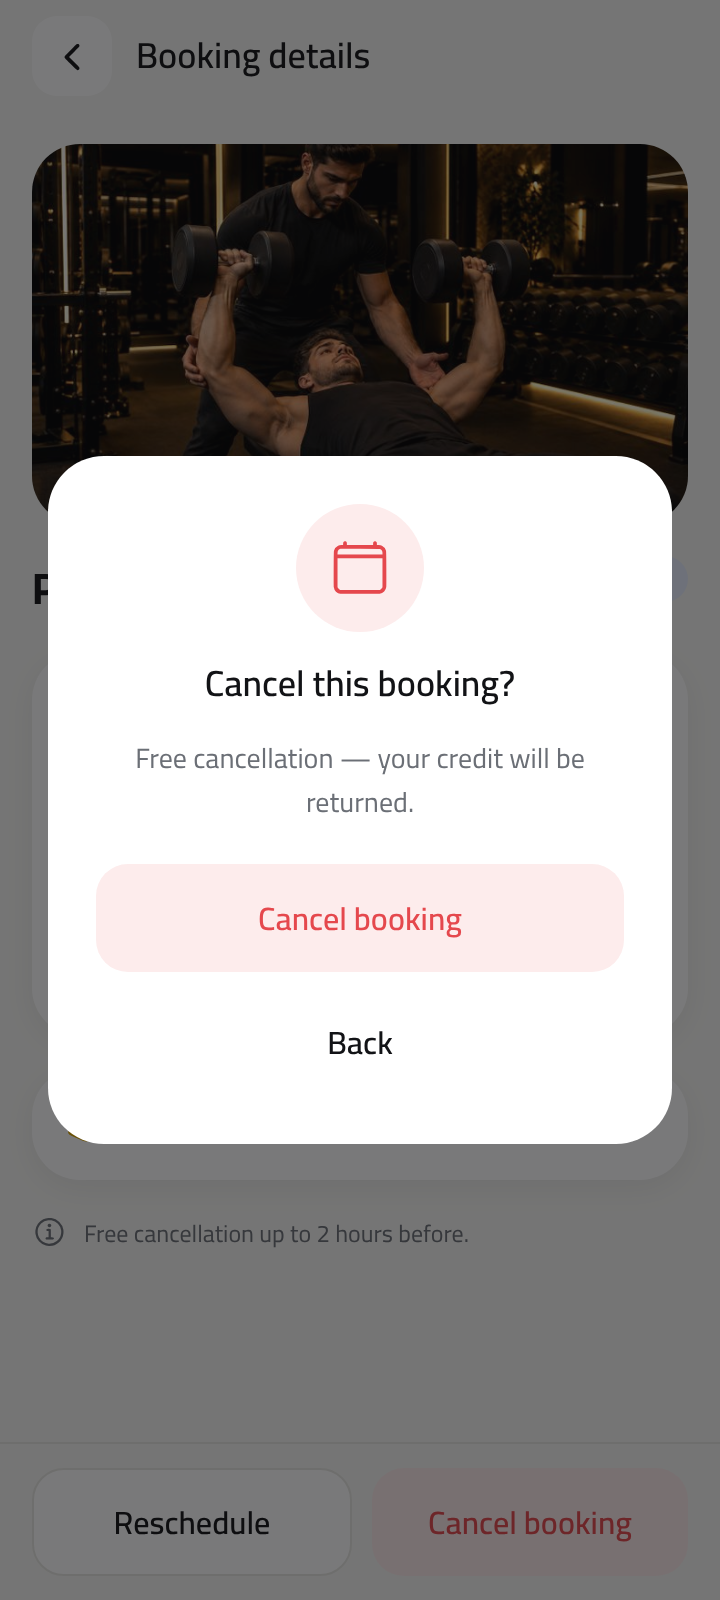 Booking details
Cancel this booking?
Free cancellation — your credit will be
returned.
Cancel booking
Back
Free cancellation up to 2 hours before.
Reschedule
Cancel booking